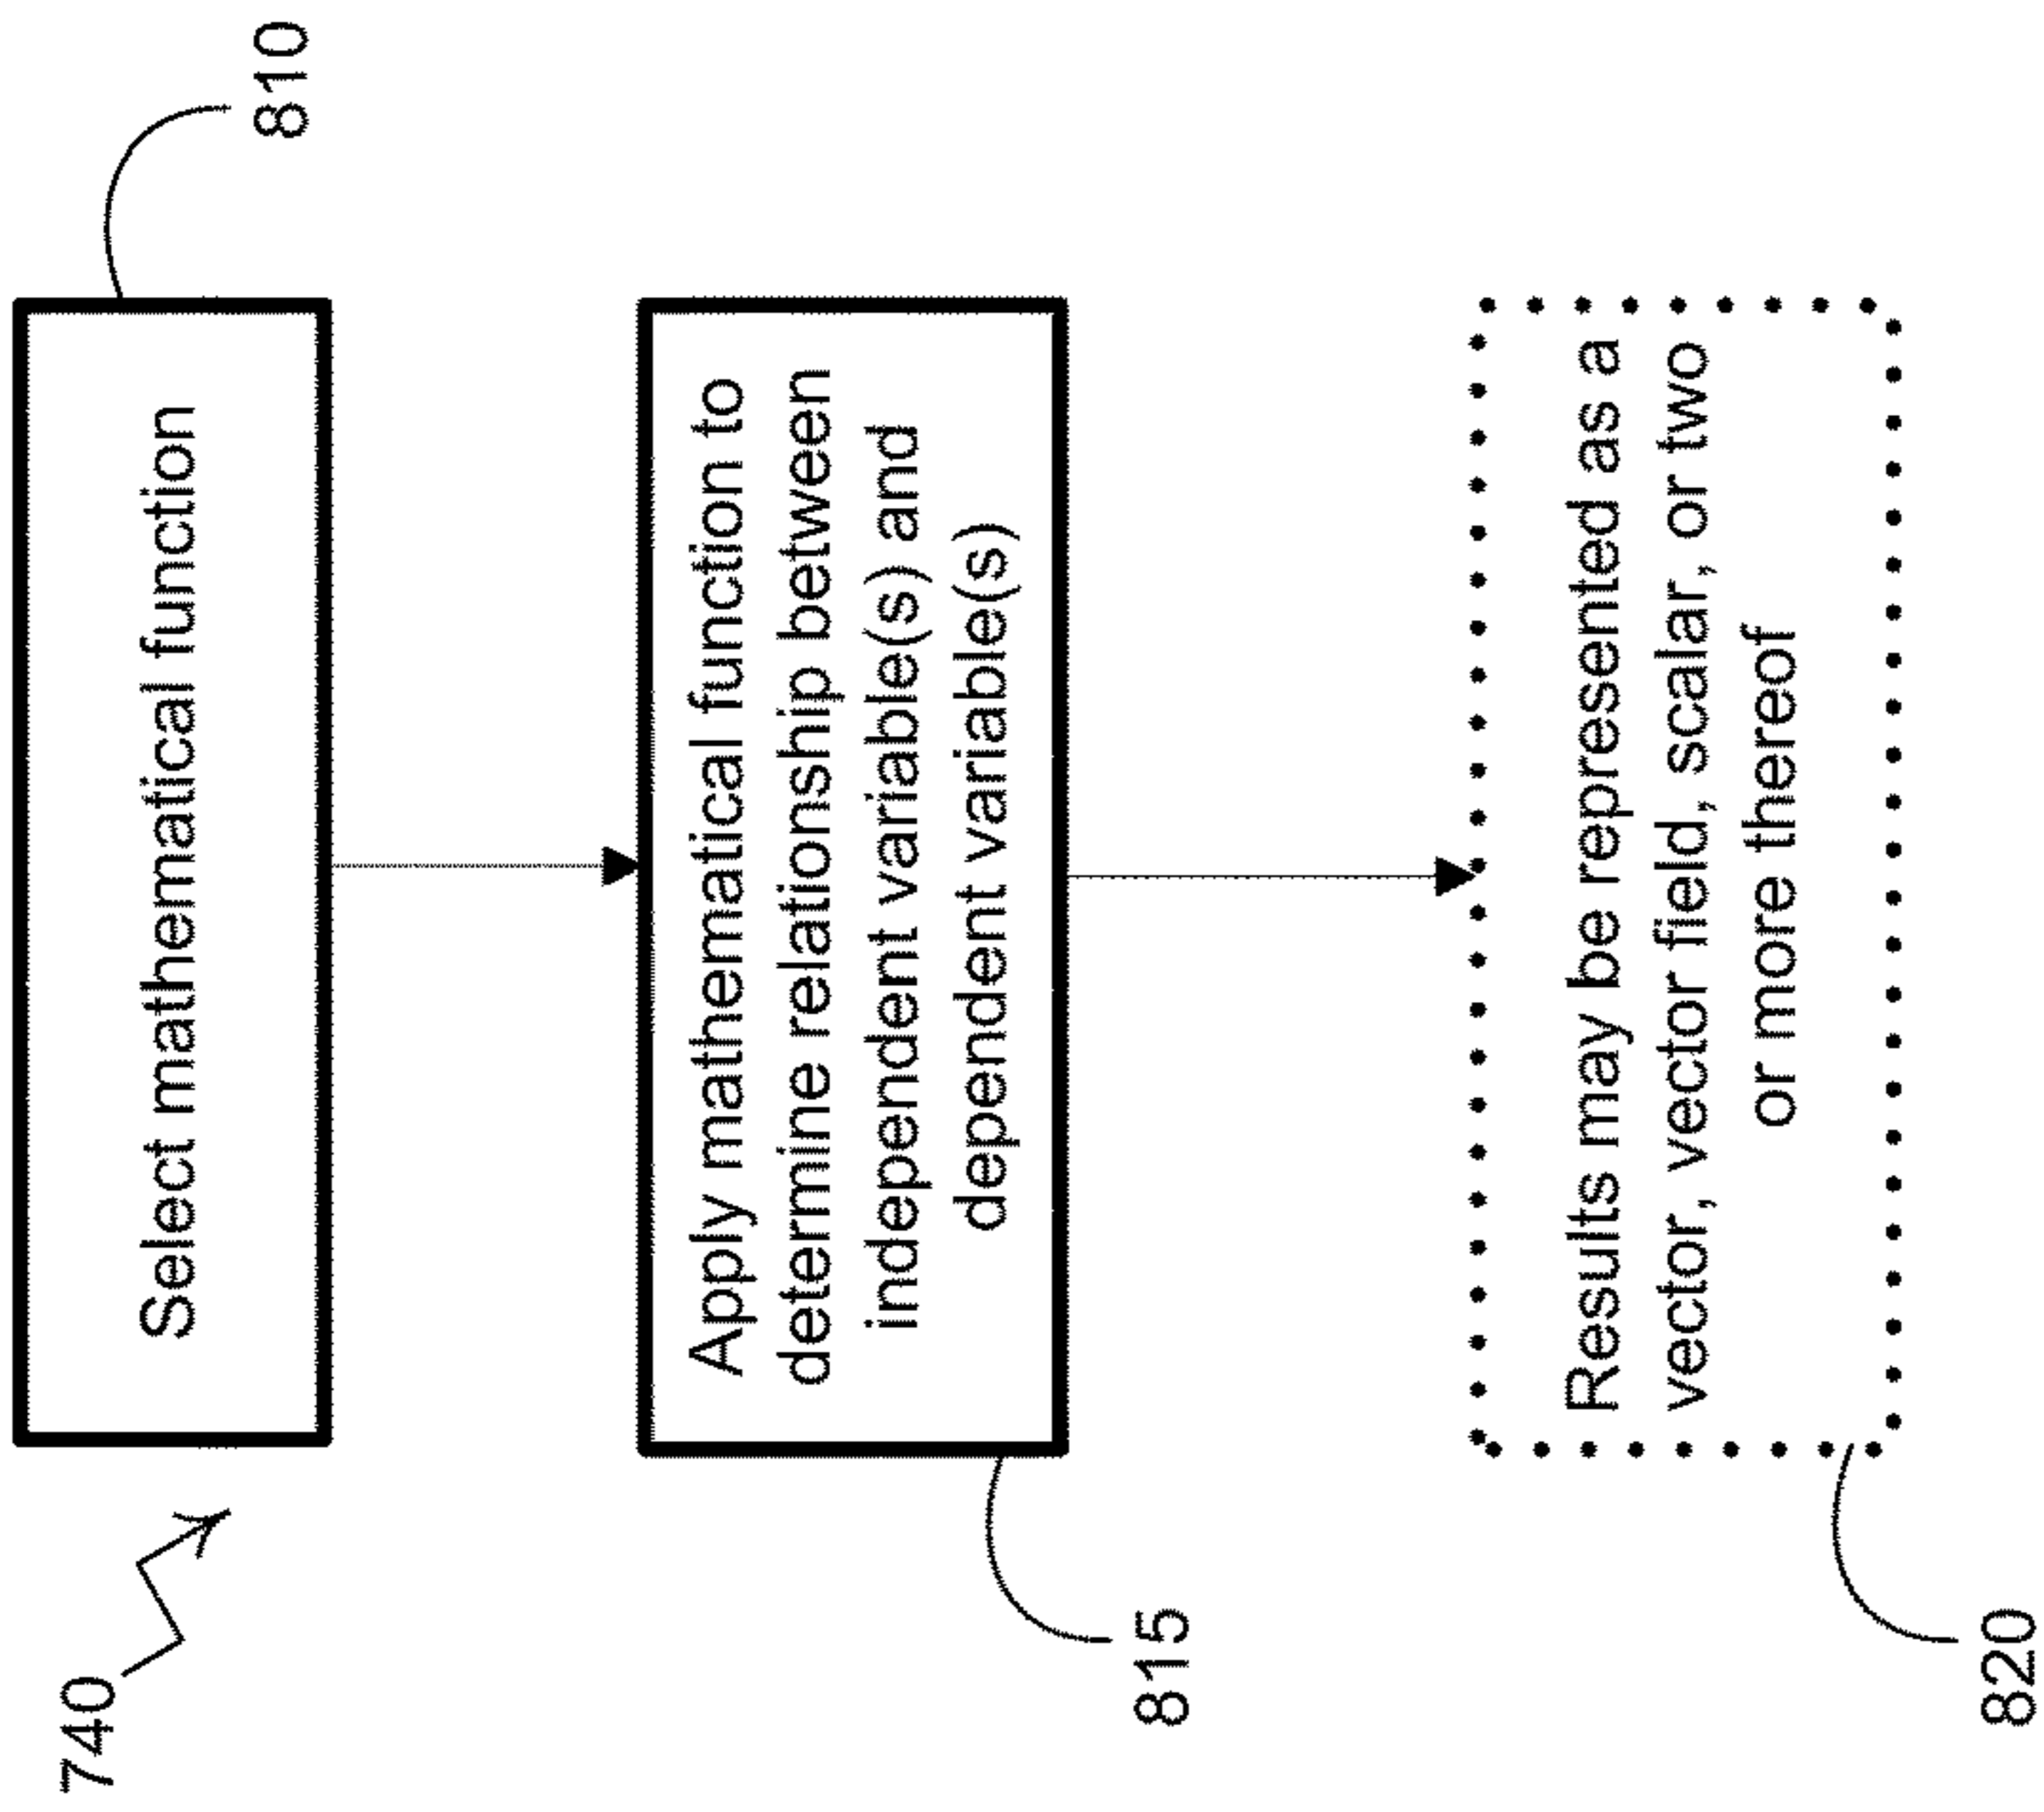 740
810
Select mathematical function
815
Apply mathematical function to
determine relationship between
independent variable(s) and
dependent variable(s)
820
Results may be represented as a
vector, vector field, scalar, or two
or more thereof